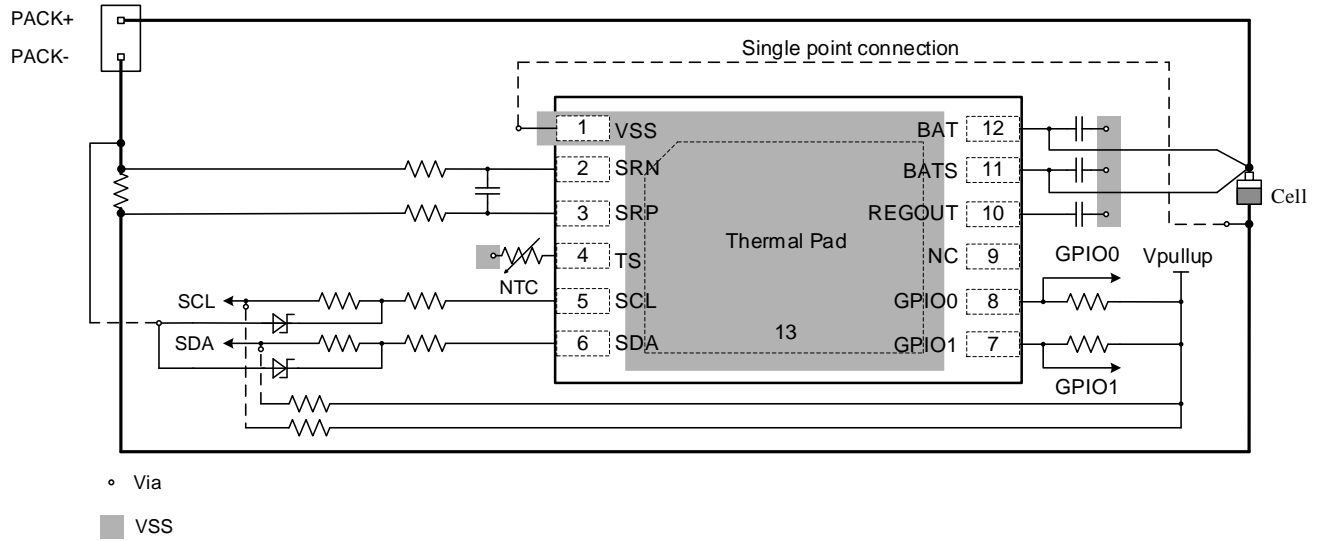 PACK+
PACK-
Single point connection
1 VSS
2 SRN
3 SRP
4 TS
5 SCL
6 SDA
BAT 12
BATS 11
REGOUT 10
NC 9
GPIO0 8
GPIO1 7
Thermal Pad
13
Cell
GPIO0
Vpullup
NTC
SCL
SDA
GPIO1
Via
VSS